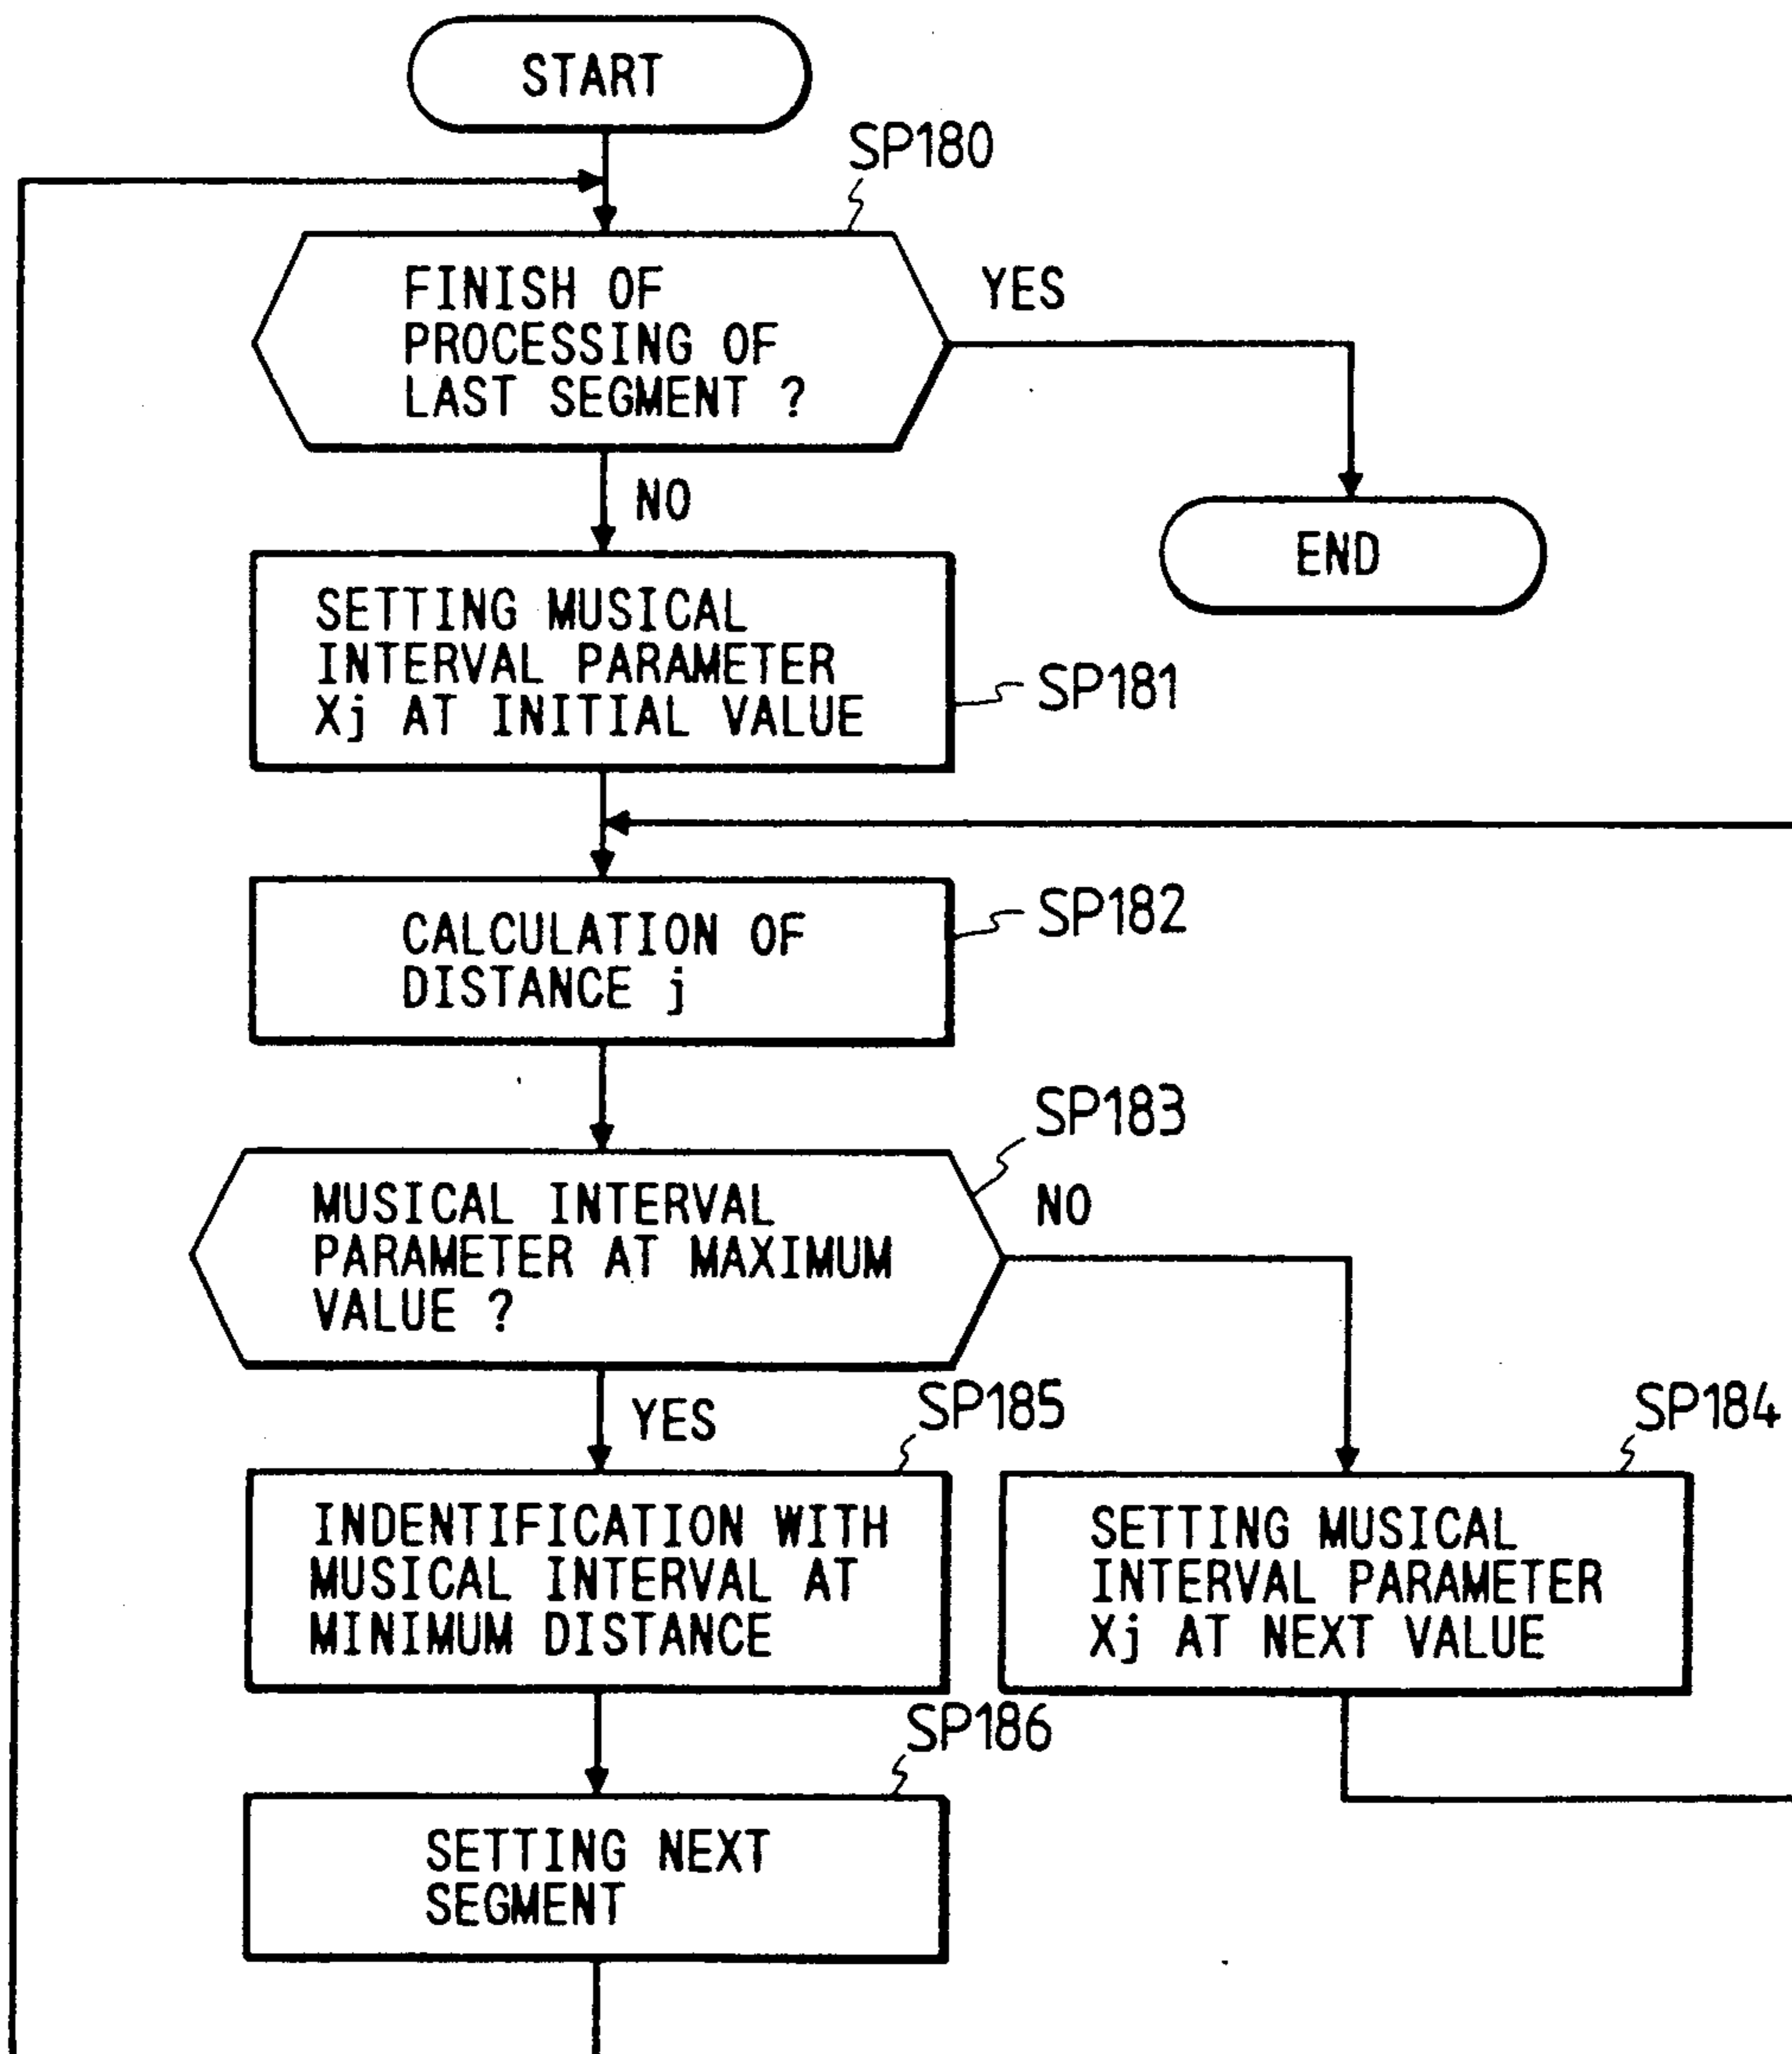 START
SP180
FINISH OF
PROCESSING OF
LAST SEGMENT ?
YES
NO
END
SETTING MUSICAL
INTERVAL PARAMETER
Xj AT INITIAL VALUE
SP181
CALCULATION OF
DISTANCE j
SP182
SP183
MUSICAL INTERVAL
PARAMETER AT MAXIMUM
VALUE ?
NO
YES
SP185
SP184
INDENTIFICATION WITH
MUSICAL INTERVAL AT
MINIMUM DISTANCE
SETTING MUSICAL
INTERVAL PARAMETER
Xj AT NEXT VALUE
SP186
SETTING NEXT
SEGMENT